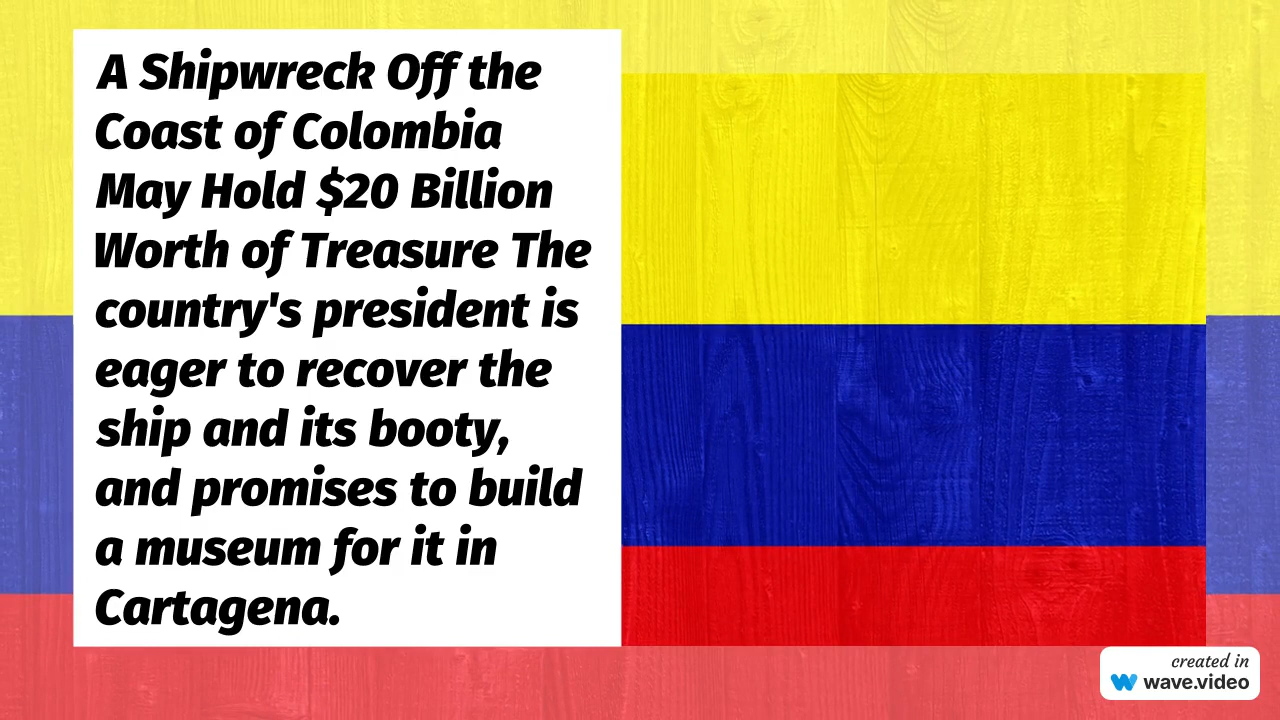 A Shipwreck Off the
Coast of Colombia
May Hold $20 Billion
Worth of Treasure The
country's president is
eager to recover the
ship and its booty,
and promises to build
a museum for it in
Cartagena.
created in
wave.video